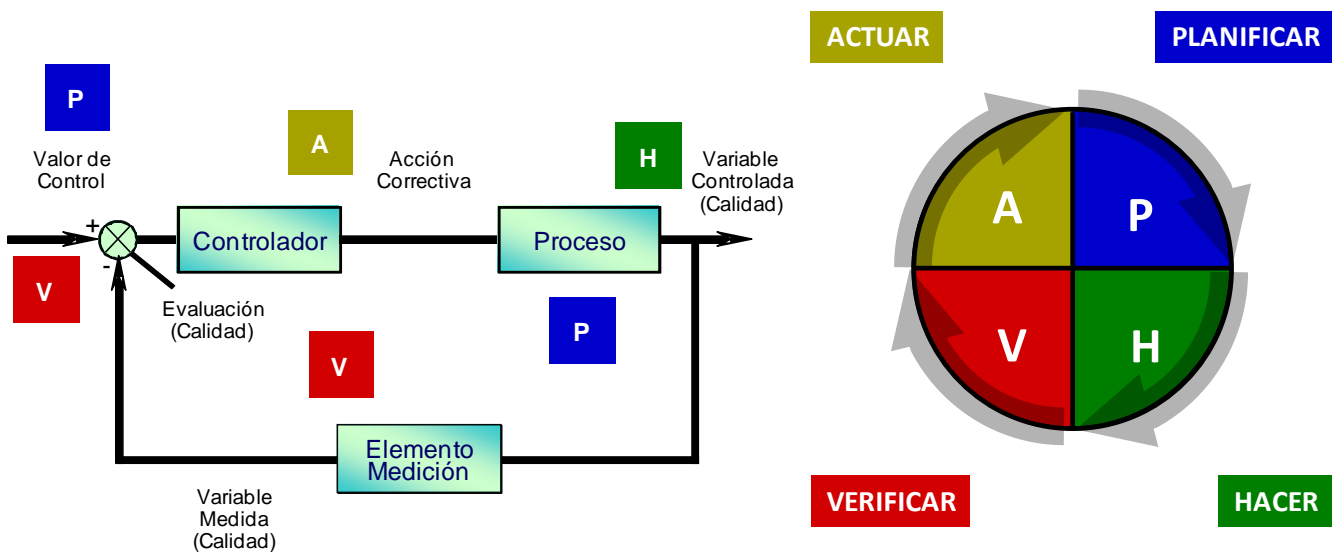 ACTUAR
PLANIFICAR
P
A
H
Valor de
Control
Acción
Correctiva
Variable
Controlada
(Calidad)
+
-
Controlador
Proceso
V
Evaluación
(Calidad)
V
P
Elemento
Medición
Variable
Medida
(Calidad)
A
P
V
H
VERIFICAR
HACER